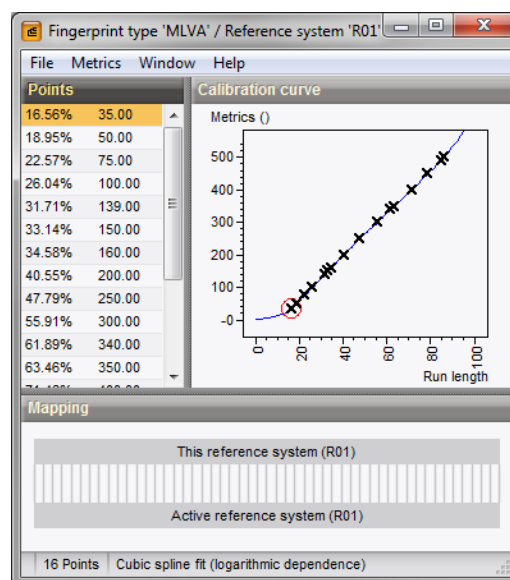 Fingerprint type 'MLVA' / Reference system 'R01'
File Metrics Window Help
Points
16.56% 35.00
18.95% 50.00
22.57% 75.00
26.04% 100.00
31.71% 139.00
33.14% 150.00
34.58% 160.00
40.55% 200.00
47.79% 250.00
55.91% 300.00
61.89% 340.00
63.46% 350.00
Calibration curve
Metrics ()
500
400
300
200
100
-0
0 20 40 60 80 100
Run length
Mapping
This reference system (R01)
Active reference system (R01)
16 Points Cubic spline fit (logarithmic dependence)